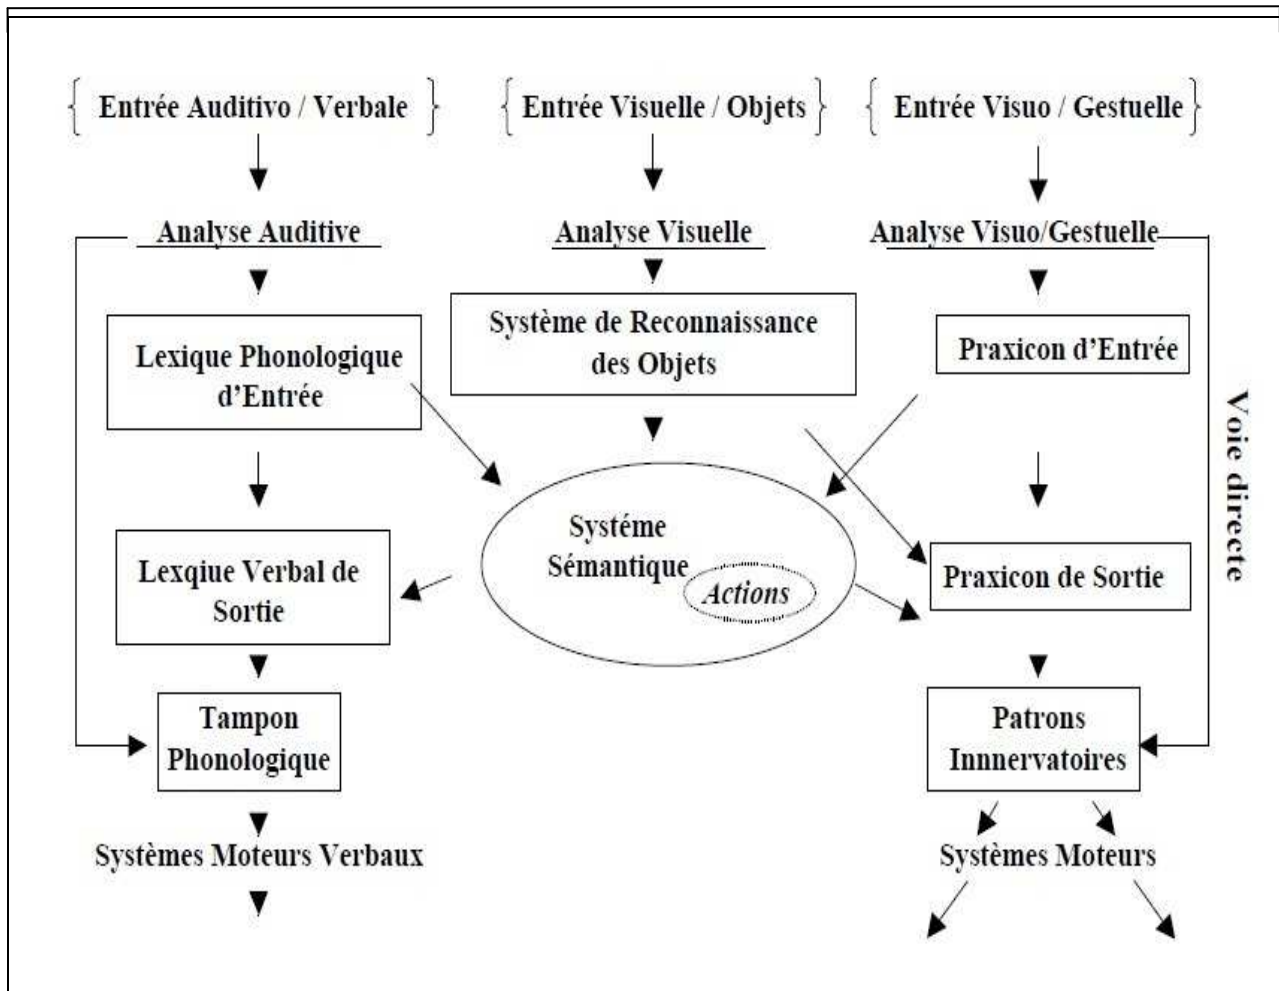 { Entrée Auditivo / Verbale }
{ Entrée Visuelle / Objets }
{ Entrée Visuo / Gestuelle }
Analyse Auditive
Analyse Visuelle
Analyse Visuo/Gestuelle
Lexique Phonologique
d'Entrée
Système de Reconnaissance
des Objets
Praxicon d'Entrée
Voie directe
Lexqiue Verbal de
Sortie
Systéme
Sémantique
Actions
Praxicon de Sortie
Tampon
Phonologique
Patrons
Innnervatoires
Systèmes Moteurs Verbaux
Systèmes Moteurs